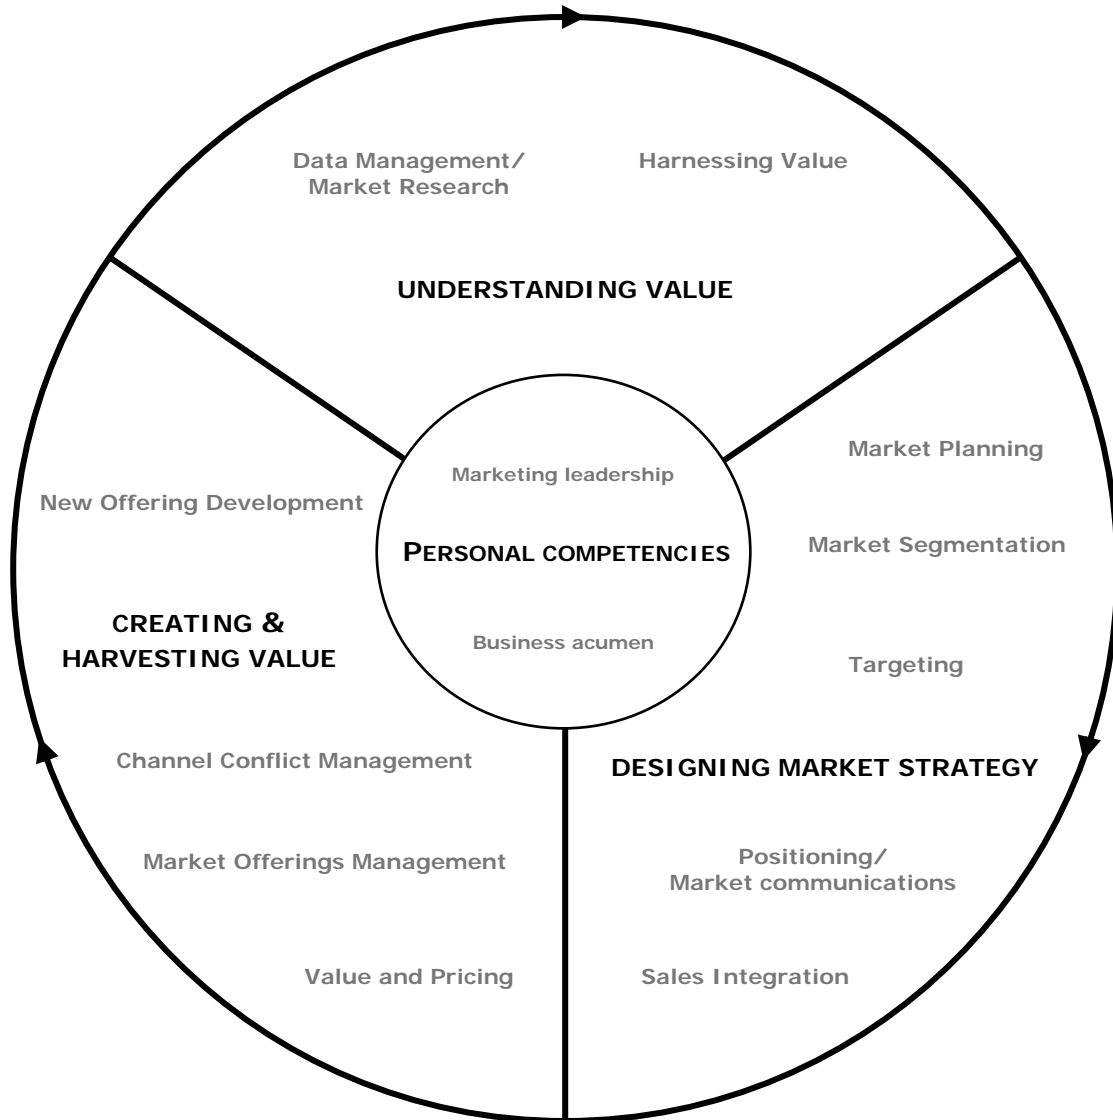 Data Management/
Market Research
Harnessing Value
UNDERSTANDING VALUE
Marketing leadership
PERSONAL COMPETENCIES
Business acumen
Market Planning
Market Segmentation
Targeting
DESIGNING MARKET STRATEGY
Positioning/
Market communications
Sales Integration
New Offering Development
CREATING &
HARVESTING VALUE
Channel Conflict Management
Market Offerings Management
Value and Pricing